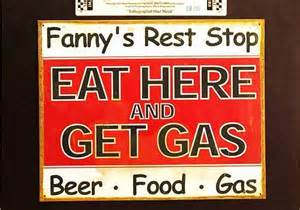 Fanny's Rest Stop
EAT HERE
AND
GET GAS
Beer · Food · Gas